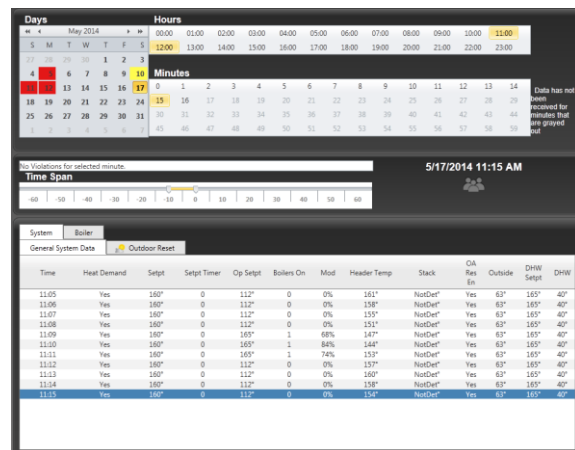 Days
Hours
May 2014
00:00 01:00 02:00 03:00 04:00 05:00 06:00 07:00 08:00 09:00 10:00 11:00
S M T W T F S
12:00 13:00 14:00 15:00 16:00 17:00 18:00 19:00 20:00 21:00 22:00 23:00
27 28 29 30 1 2 3
4 6 7 8 9 10
Minutes
11 12 13 14 15 16 17
0 1 2 3 4 5 6 7 8 9 10 11 12 13 14
18 19 20 21 22 23 24
15 16 17 18 19 20 21 22 23 24 25 26 27 28 29
25 26 27 28 29 30 31
30 31 32 33 34 35 36 37 38 39 40 41 42 43 44
1 2 3 4 5 6 7
45 46 47 48 49 50 51 52 53 54 55 56 57 58 59
Data has not
been
received for
minutes that
are grayed
out
No Violations for selected minute.
5/17/2014 11:15 AM
Time Span
-60 -50 -40 -30 -20 -10 0 10 20 30 40 50 60
System Boiler
General System Data Outdoor Reset
Time Heat Demand Setpt Setpt Timer Op Setpt Boilers On Mod Header Temp Stack OA Res En Outside DHW Setpt DHW
11:05 Yes 160° 0 112° 0 0% 161° NotDet° Yes 63° 165° 40°
11:06 Yes 160° 0 112° 0 0% 158° NotDet° Yes 63° 165° 40°
11:07 Yes 160° 0 112° 0 0% 155° NotDet° Yes 63° 165° 40°
11:08 Yes 160° 0 112° 0 0% 151° NotDet° Yes 63° 165° 40°
11:09 Yes 160° 0 165° 1 68% 147° NotDet° Yes 63° 165° 40°
11:10 Yes 160° 0 165° 1 84% 144° NotDet° Yes 63° 165° 40°
11:11 Yes 160° 0 165° 1 74% 153° NotDet° Yes 63° 165° 40°
11:12 Yes 160° 0 112° 0 0% 157° NotDet° Yes 63° 165° 40°
11:13 Yes 160° 0 112° 0 0% 160° NotDet° Yes 63° 165° 40°
11:14 Yes 160° 0 112° 0 0% 158° NotDet° Yes 63° 165° 40°
11:15 Yes 160° 0 112° 0 0% 154° NotDet° Yes 63° 165° 40°